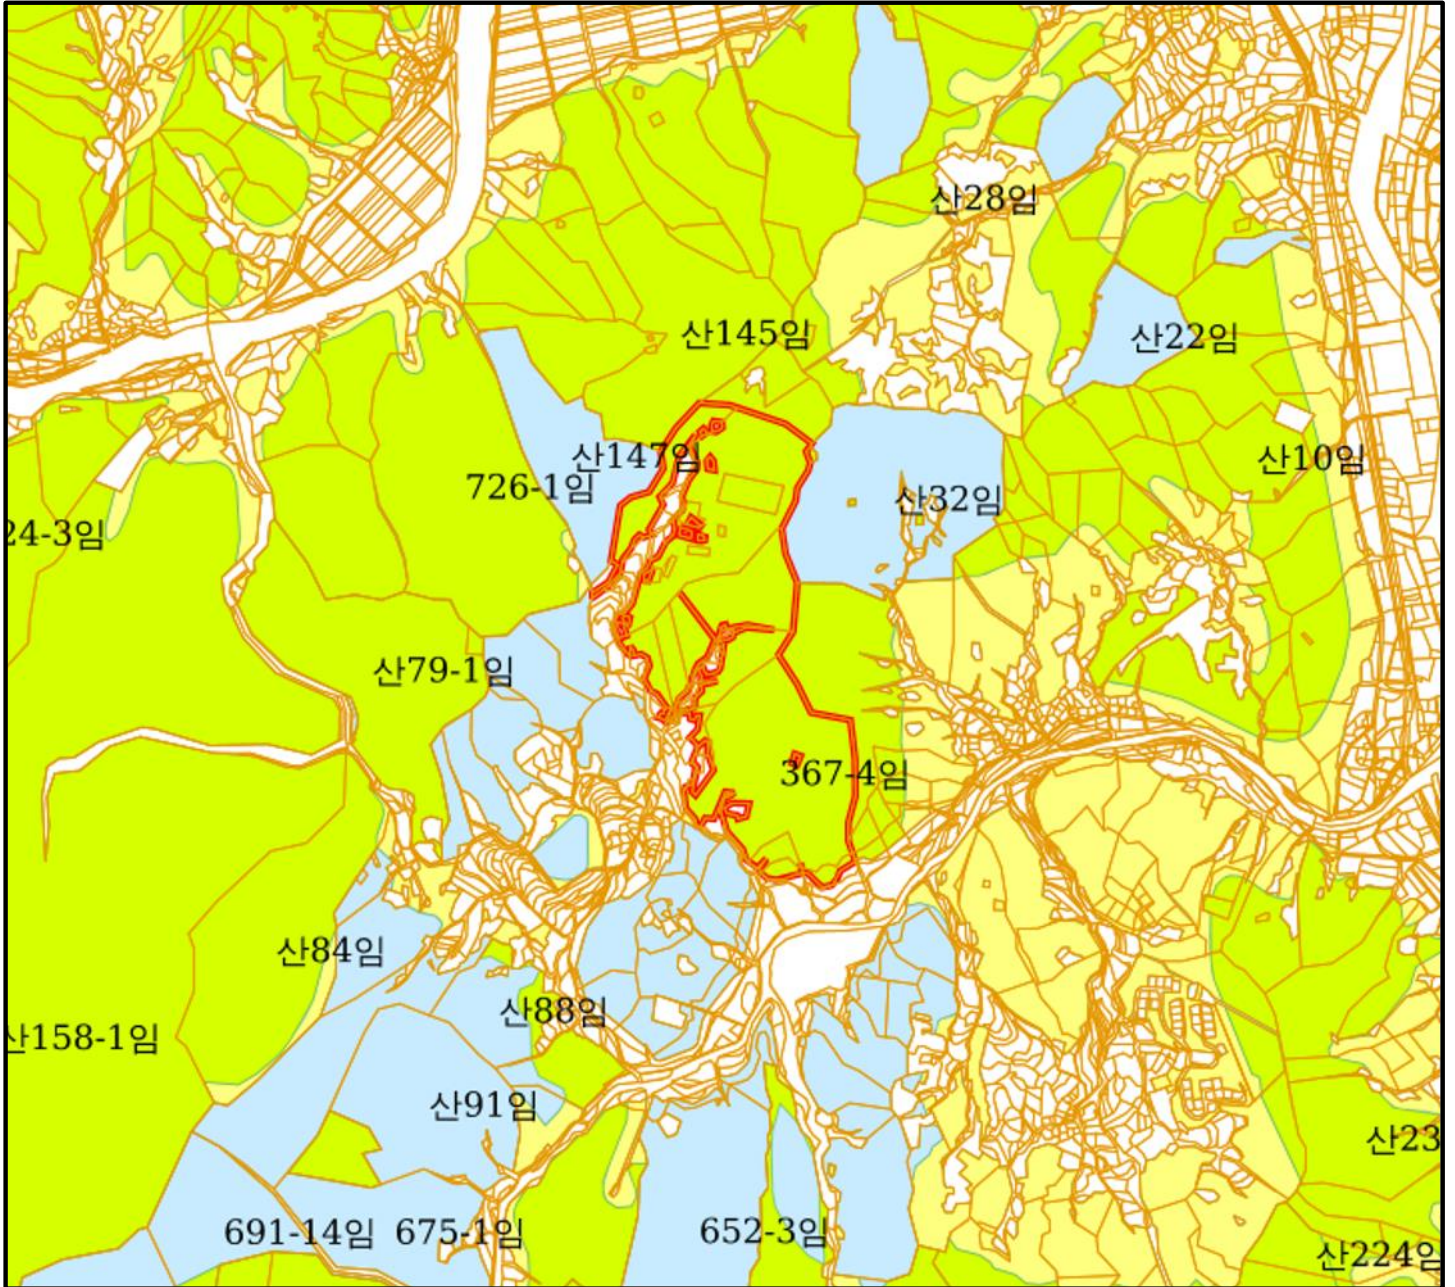 산28임
산145임
산22임
산147임
산10임
726-1임
산32임
24-3임
산79-1임
367-4임
산84임
산88임
산158-1임
산91임
산23
691-14임
675-1임
652-3임
산224임